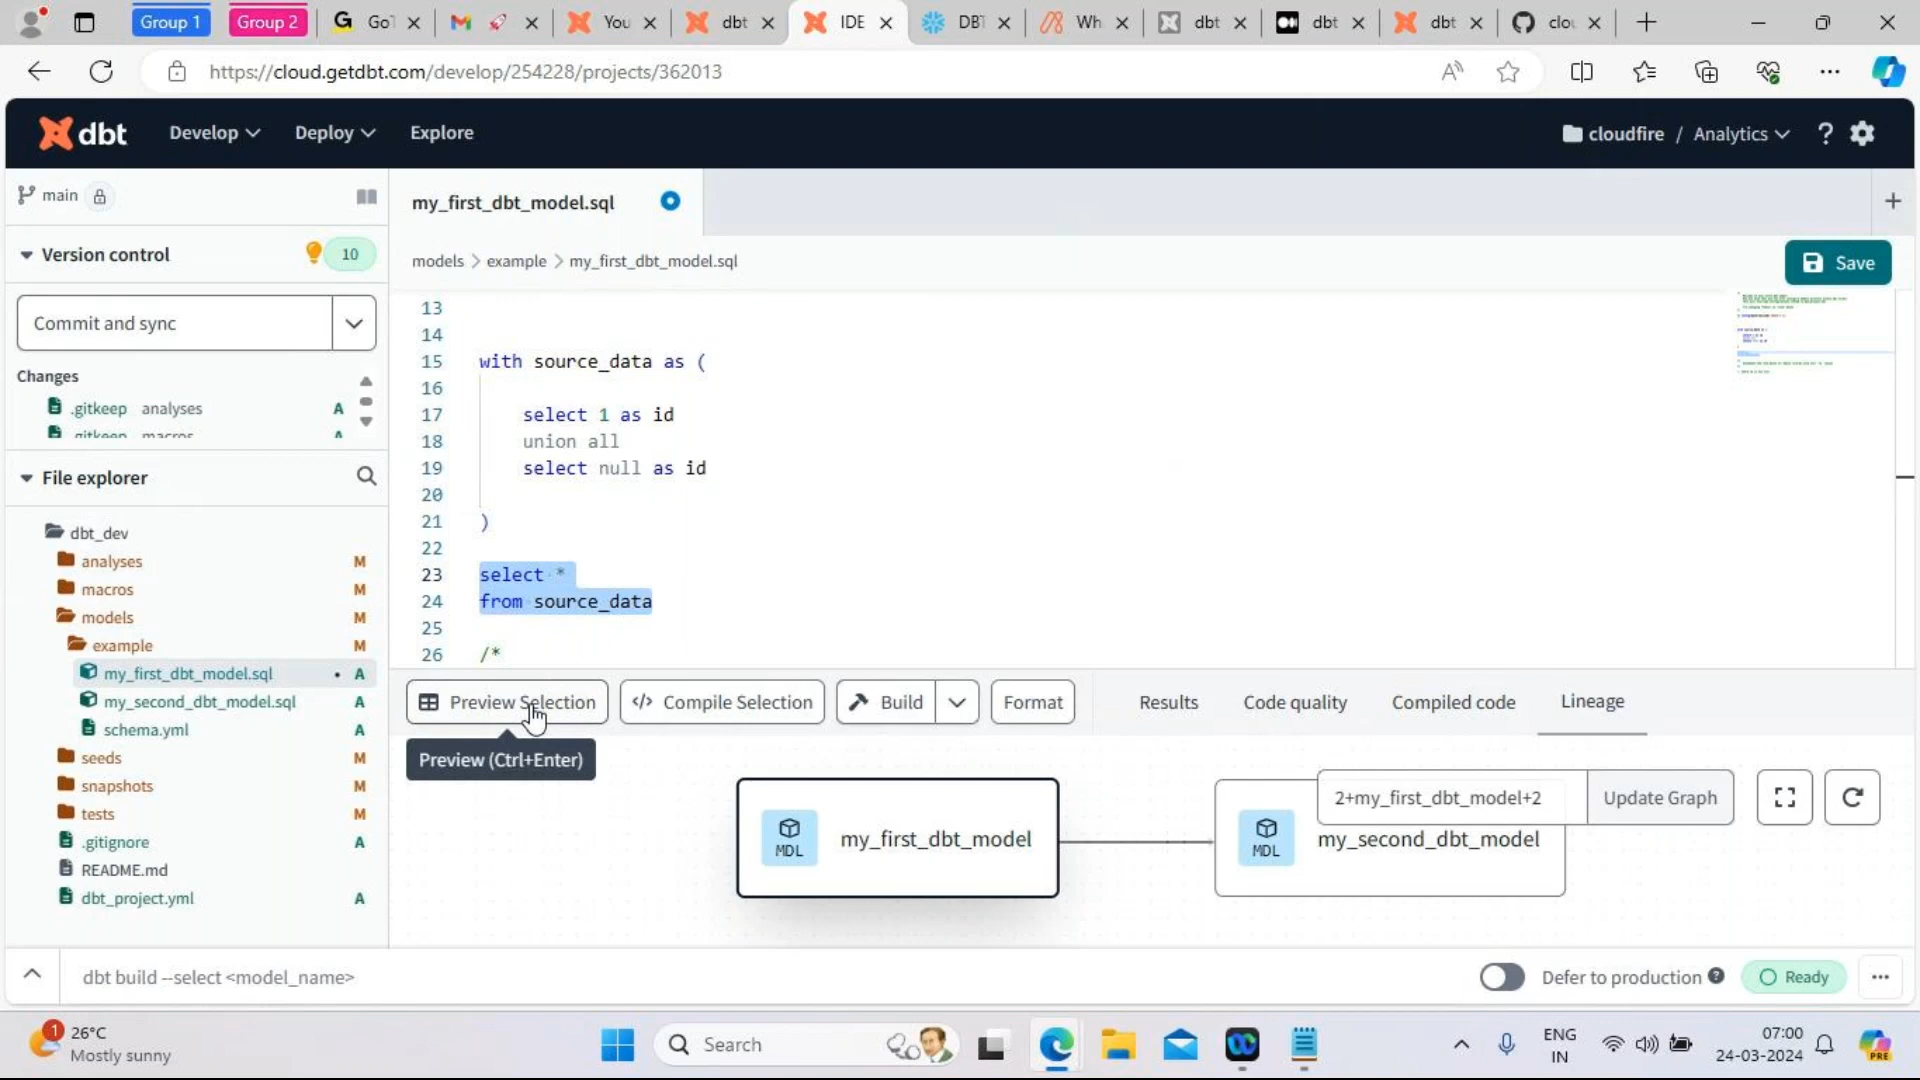 Group 1
Group 2
Go
You
dbt
IDE
DBT
Wh
dbt
dbt
dbt
clou
https://cloud.getdbt.com/develop/254228/projects/362013
dbt
Develop
Deploy
Explore
cloudfire / Analytics
?
main
Version control
10
Commit and sync
Changes
.gitkeep analyses A
.gitkeep macros A
File explorer
dbt_dev
analyses M
macros M
models M
example M
my_first_dbt_model.sql • A
my_second_dbt_model.sql A
schema.yml A
seeds M
snapshots M
tests M
.gitignore A
README.md
dbt_project.yml A
my_first_dbt_model.sql
models > example > my_first_dbt_model.sql
Save
13
14
15 with source_data as (
16
17 select 1 as id
18 union all
19 select null as id
20
21 )
22
23 select *
24 from source_data
25
26 /*
Preview Selection
Compile Selection
Build
Format
Results
Code quality
Compiled code
Lineage
Preview (Ctrl+Enter)
MDL
my_first_dbt_model
MDL
my_second_dbt_model
2+my_first_dbt_model+2
Update Graph
dbt build --select <model_name>
Defer to production
Ready
1
26°C
Mostly sunny
Search
ENG
IN
07:00
24-03-2024
PRE